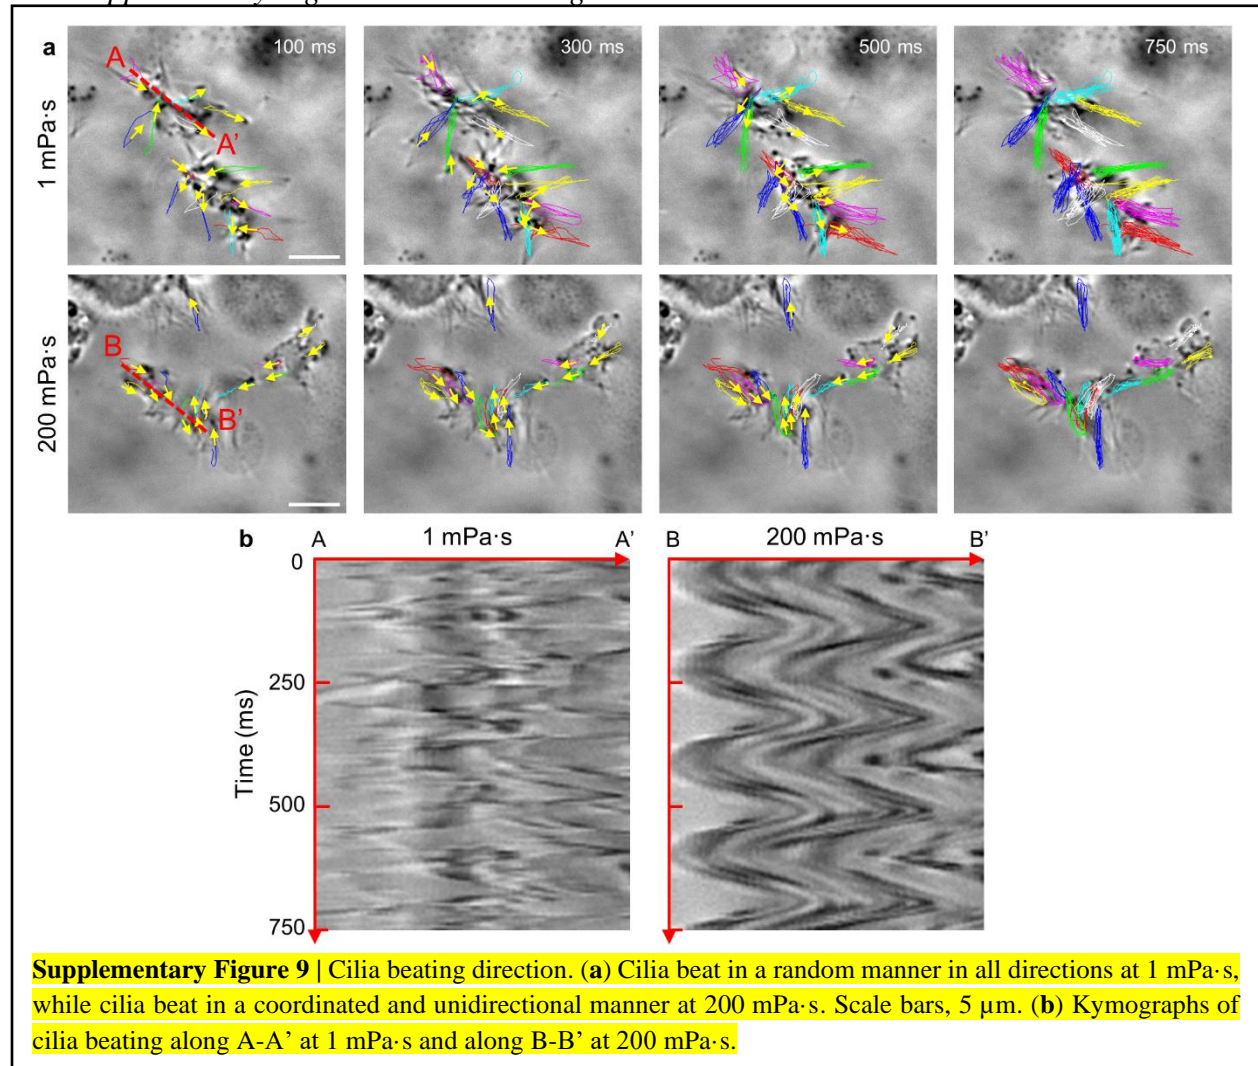 a
100 ms
300 ms
500 ms
750 ms
1 mPa·s
A
A'
200 mPa·s
B
B'
b
A
1 mPa·s
A'
B
200 mPa·s
B'
0
250
500
750
Time (ms)
Supplementary Figure 9 | Cilia beating direction. (a) Cilia beat in a random manner in all directions at 1 mPa·s,
while cilia beat in a coordinated and unidirectional manner at 200 mPa·s. Scale bars, 5 µm. (b) Kymographs of
cilia beating along A-A’ at 1 mPa·s and along B-B’ at 200 mPa·s.